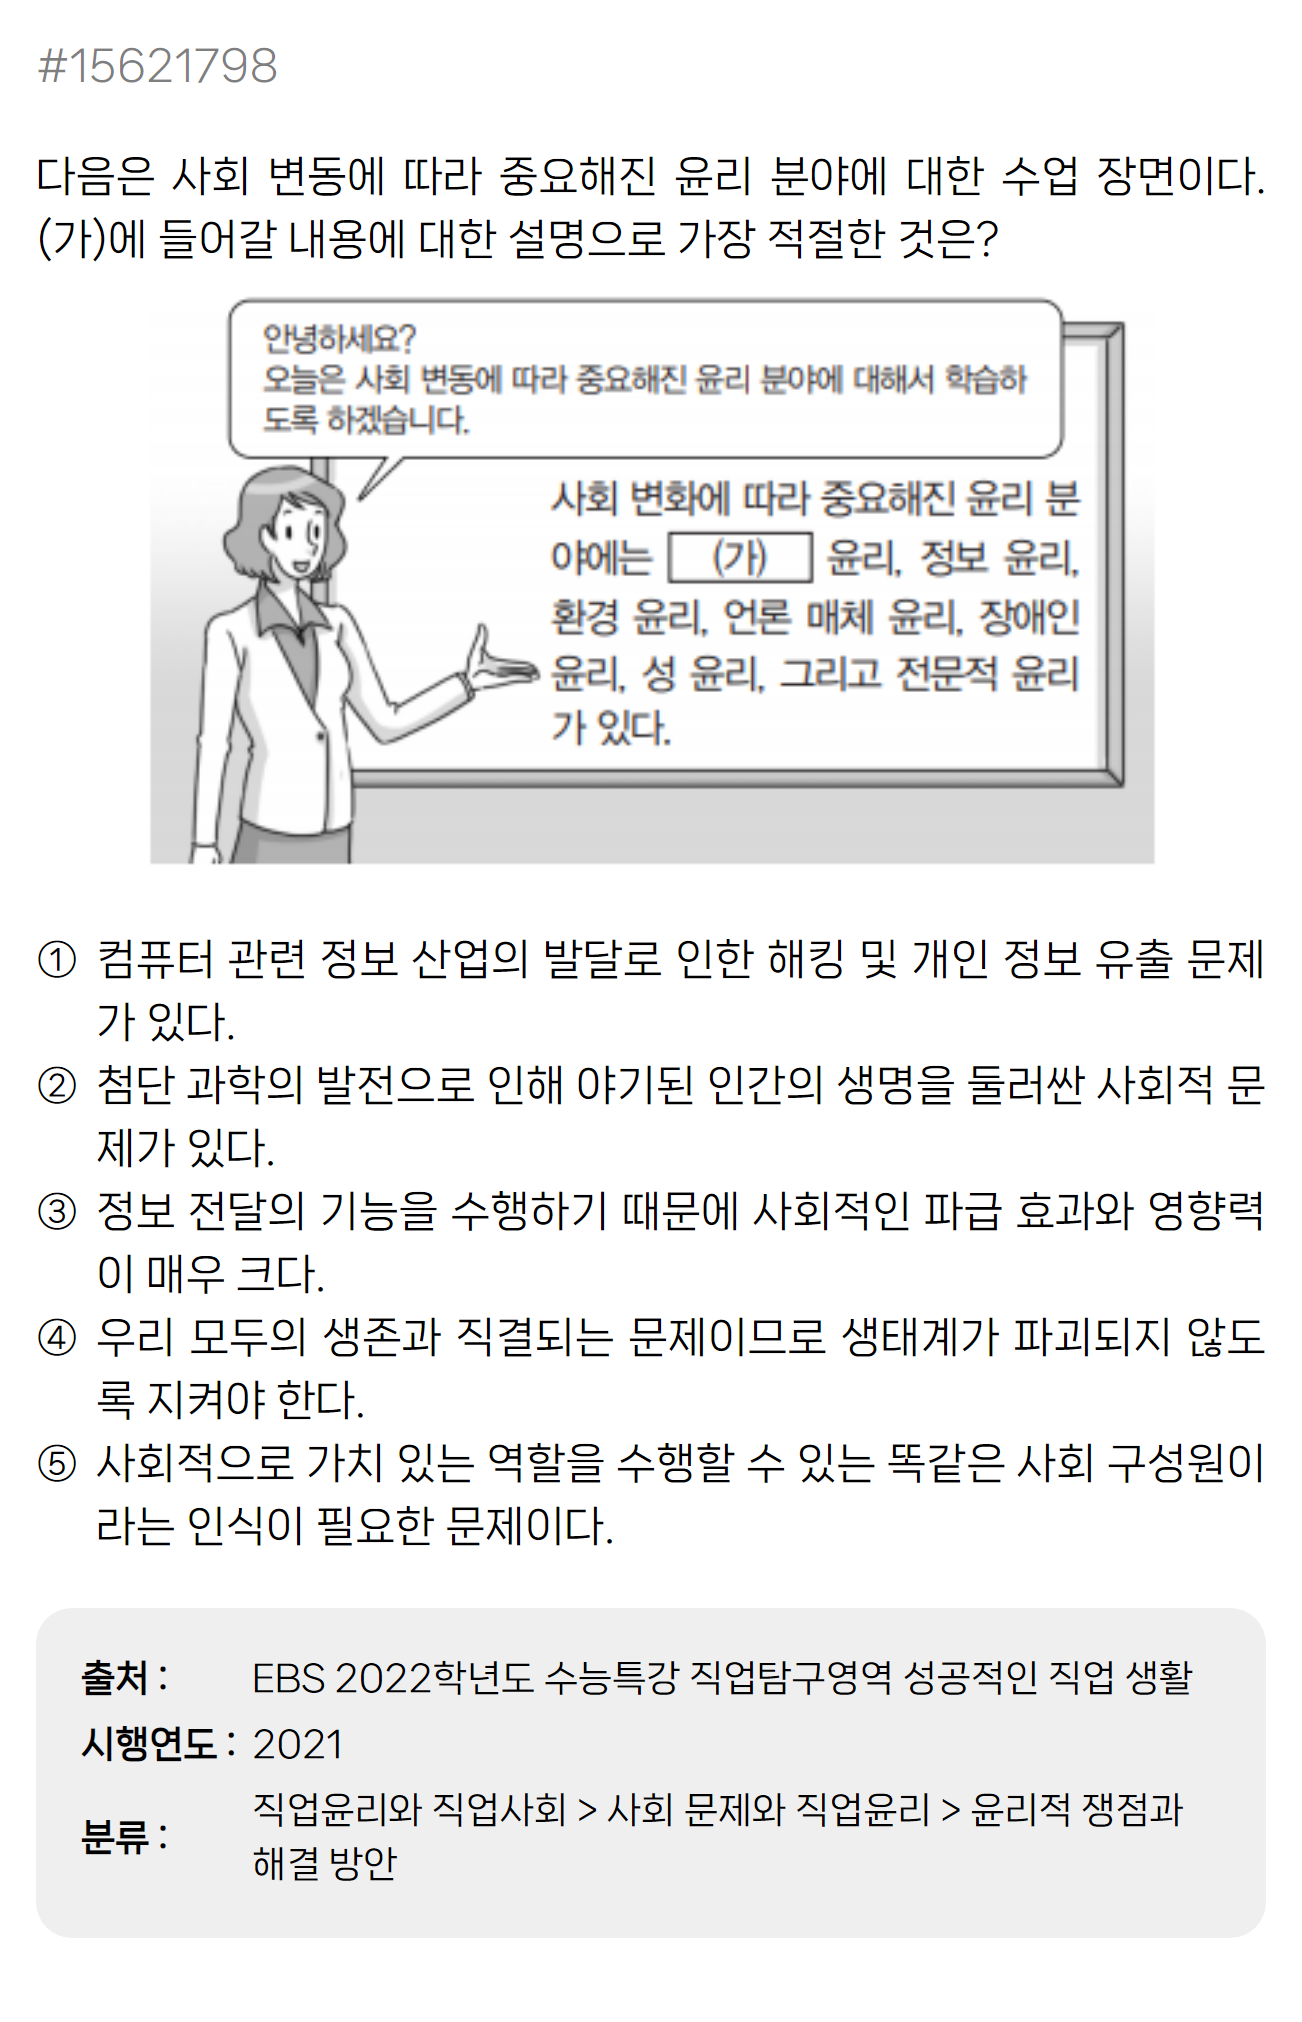 #15621798
다음은 사회 변동에 따라 중요해진 윤리 분야에 대한 수업 장면이다.
(가)에 들어갈 내용에 대한 설명으로 가장 적절한 것은?
안녕하세요?
오늘은 사회 변동에 따라 중요해진 윤리 분야에 대해서 학습하
도록 하겠습니다.
사회 변화에 따라 중요해진 윤리 분
야에는 (가) 윤리, 정보 윤리,
환경 윤리, 언론 매체 윤리, 장애인
윤리, 성 윤리, 그리고 전문적 윤리
가 있다.
① 컴퓨터 관련 정보 산업의 발달로 인한 해킹 및 개인 정보 유출 문제
가 있다.
② 첨단 과학의 발전으로 인해 야기된 인간의 생명을 둘러싼 사회적 문
제가 있다.
③ 정보 전달의 기능을 수행하기 때문에 사회적인 파급 효과와 영향력
이 매우 크다.
④ 우리 모두의 생존과 직결되는 문제이므로 생태계가 파괴되지 않도
록 지켜야 한다.
⑤ 사회적으로 가치 있는 역할을 수행할 수 있는 똑같은 사회 구성원이
라는 인식이 필요한 문제이다.
출처 : EBS 2022학년도 수능특강 직업탐구영역 성공적인 직업 생활
시행연도 : 2021
분류 : 직업윤리와 직업사회 > 사회 문제와 직업윤리 > 윤리적 쟁점과
해결 방안